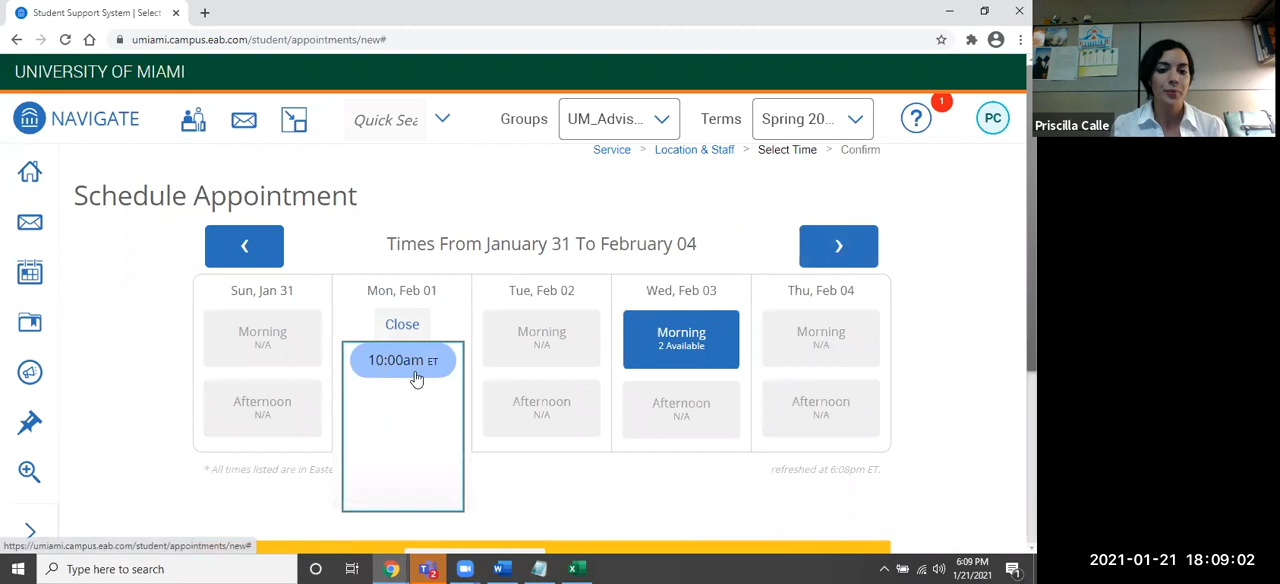 Student Support System | Select
umiami.campus.eab.com/student/appointments/new#
UNIVERSITY OF MIAMI
NAVIGATE
Quick Sea
Groups
UM_Advis...
Terms
Spring 20...
?
1
PC
Service > Location & Staff > Select Time > Confirm
Schedule Appointment
Times From January 31 To February 04
Sun, Jan 31
Morning
N/A
Afternoon
N/A
Mon, Feb 01
Close
10:00am ET
Tue, Feb 02
Morning
N/A
Afternoon
N/A
Wed, Feb 03
Morning
2 Available
Afternoon
N/A
Thu, Feb 04
Morning
N/A
Afternoon
N/A
* All times listed are in Easte
refreshed at 6:08pm ET.
https://umiami.campus.eab.com/student/appointments/new#
Type here to search
6:09 PM
1/21/2021
Priscilla Calle
2021-01-21 18:09:02